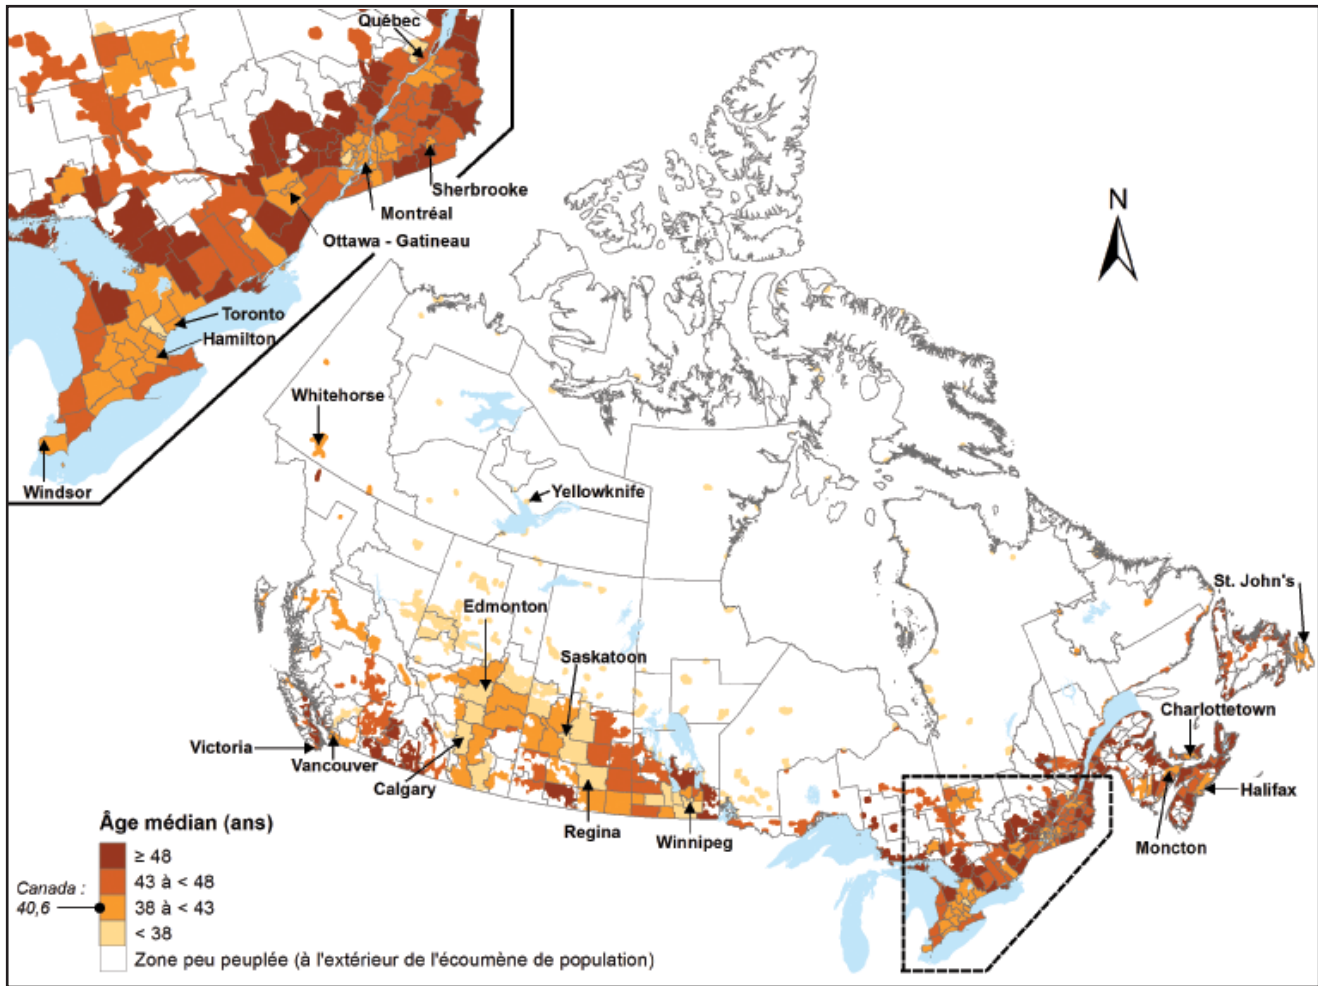 Québec
Sherbrooke
Montréal
Ottawa - Gatineau
Toronto
Hamilton
Windsor
N
Whitehorse
Yellowknife
St. John's
Edmonton
Saskatoon
Charlottetown
Victoria
Vancouver
Calgary
Halifax
Regina
Winnipeg
Moncton
Âge médian (ans)
≥ 48
43 à < 48
Canada :
40,6
38 à < 43
< 38
Zone peu peuplée (à l'extérieur de l'écoumène de population)